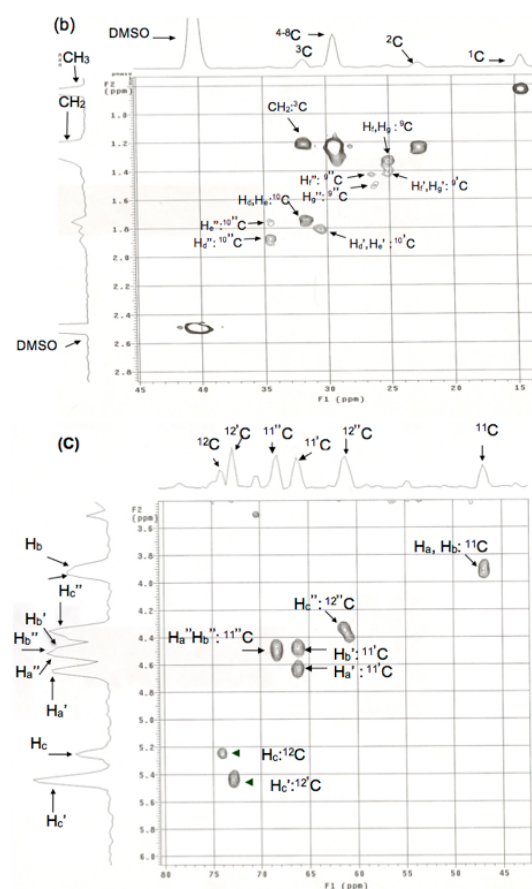 (b)
DMSO
4-8C
3C
2C
1C
CH3
CH2
phase
F2
(ppm)
1.2
1.4
1.6
1.8
2.0
2.2
2.4
2.6
2.8
CH2:3C
Hf,Hg:9C
Hf'':9''C
Hg'':9''C
Hf',Hg':9'C
Hd,He:10C
He'':10''C
Hd'':10''C
Hd',He':10'C
DMSO
45 40 35 30 25 20 15
F1 (ppm)
(C)
12C
12'C
11''C
11'C
12''C
11C
F2
(ppm)
3.6
3.8
4.0
4.2
4.4
4.6
4.8
5.0
5.2
5.4
5.6
5.8
6.0
Hb
Hc''
Hb'
Hb''
Ha''
Ha'
Hc
Hc'
Ha, Hb:11C
Hc'':12''C
Ha''Hb'':11''C
Hb':11'C
Ha':11'C
Hc:12C
Hc':12'C
80 70 60 50
F1 (ppm)